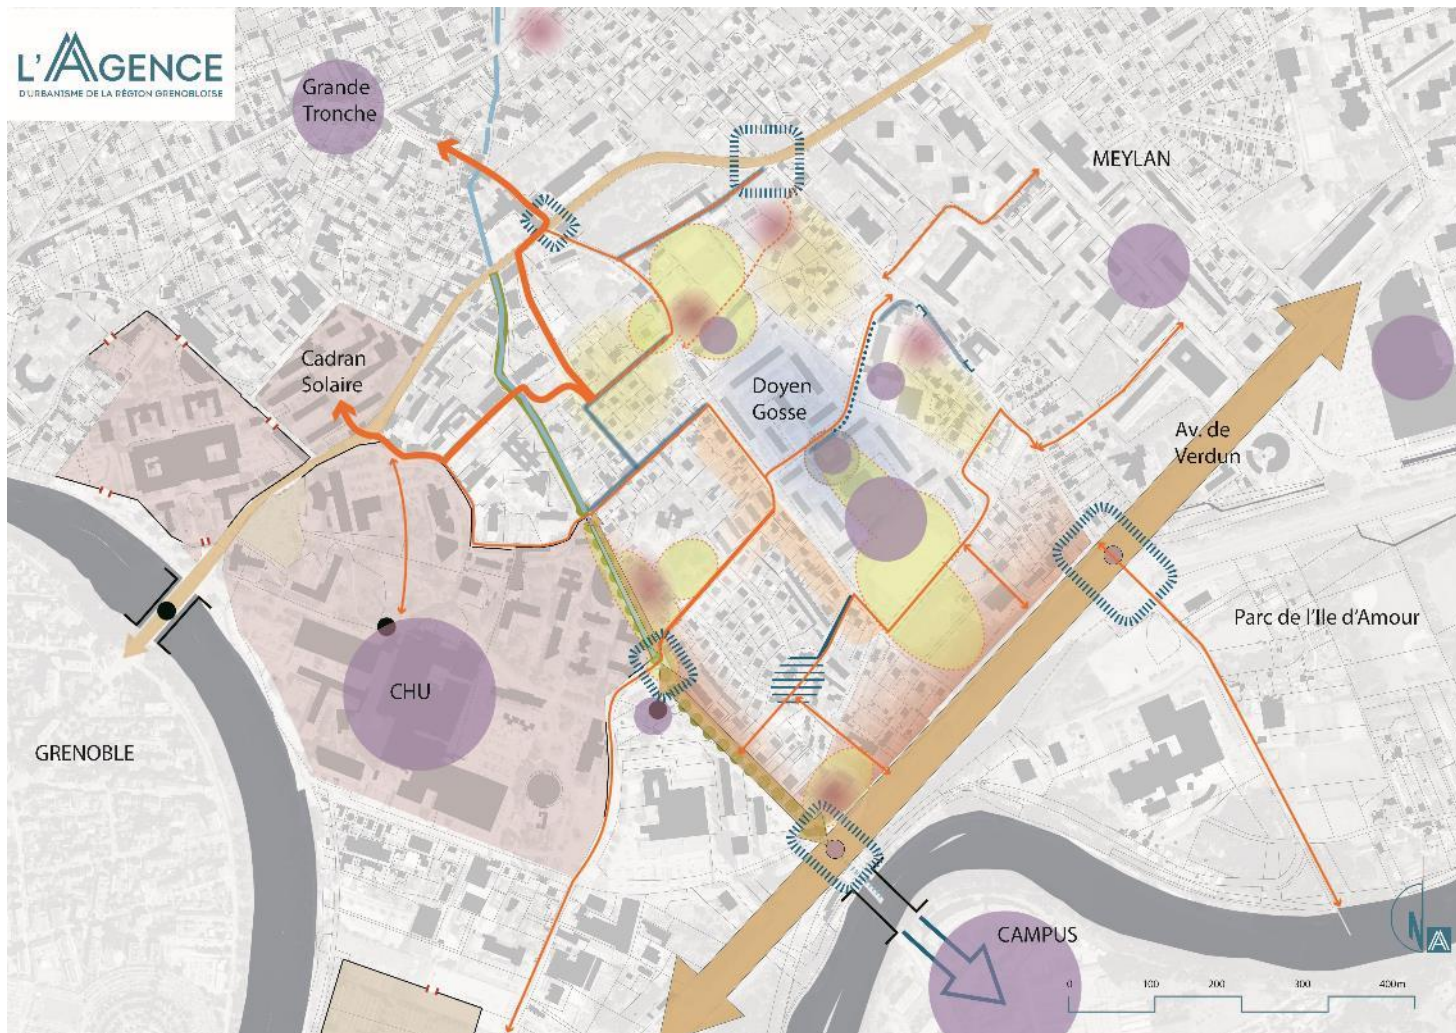 L'AGENCE
D'URBANISME DE LA RÉGION GRENOBLOISE
Grande
Tronche
MEYLAN
Cadran
Solaire
Doyen
Gosse
Av. de
Verdun
Parc de l'Ile d'Amour
CHU
GRENOBLE
CAMPUS
N
0 100 200 300 400m